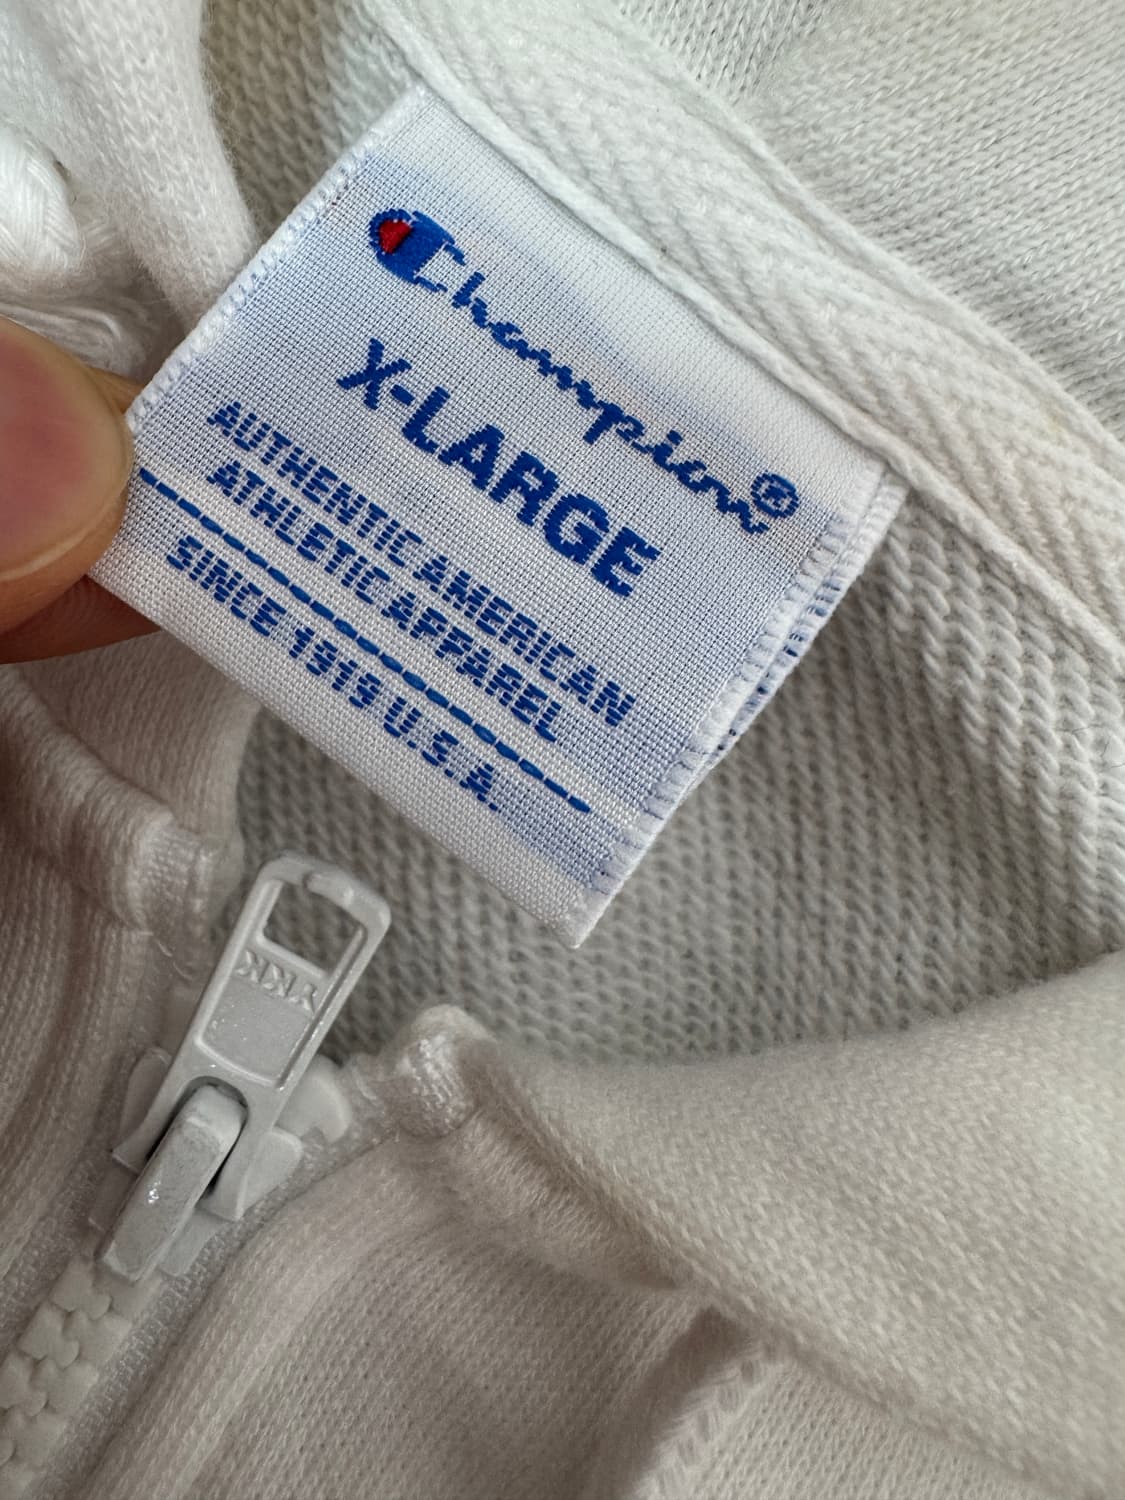 Champion®
X-LARGE
AUTHENTIC AMERICAN
ATHLETIC APPAREL
SINCE 1919 U.S.A.
YKK